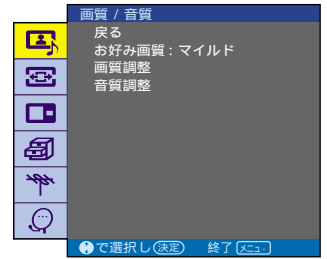 画質 / 音質
戻る
お好み画質 : マイルド
画質調整
音質調整
で選択し 決定 終了 メニュー